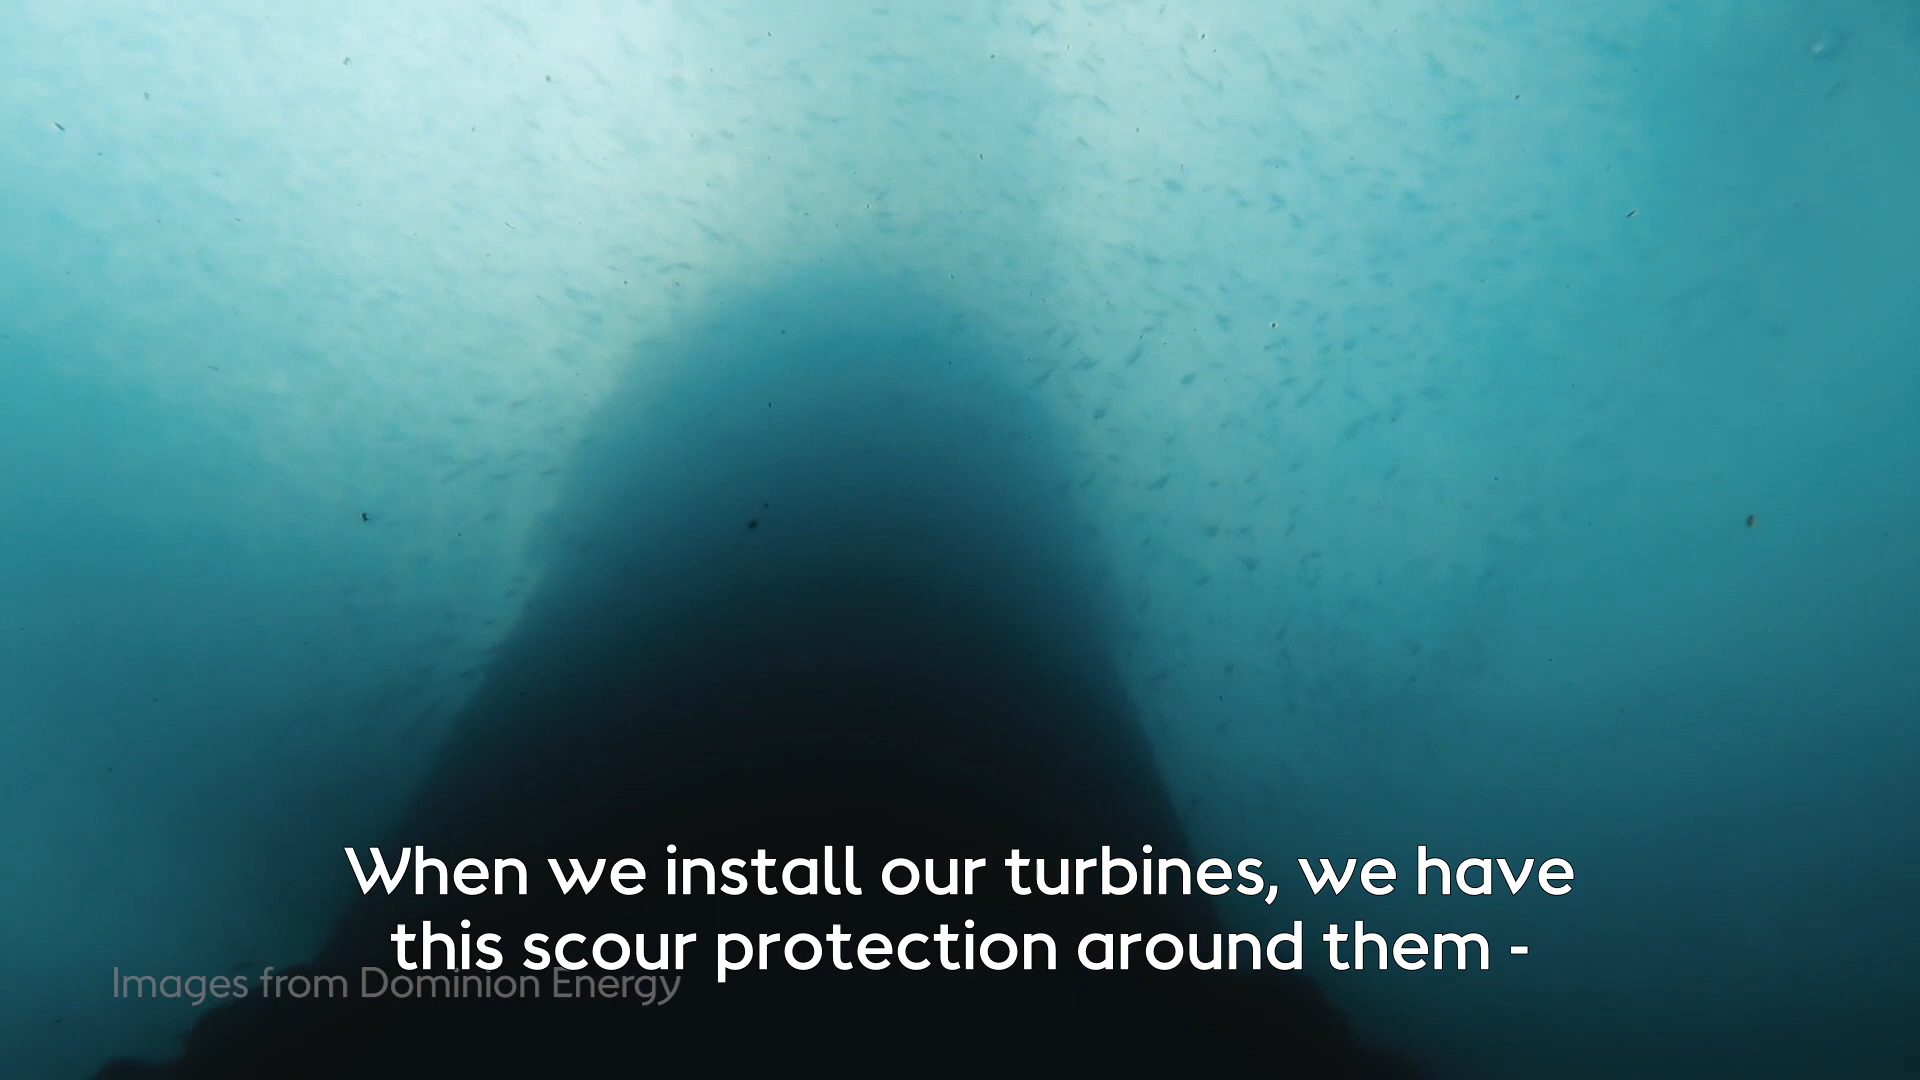 When we install our turbines, we have
this scour protection around them -
Images from Dominion Energy